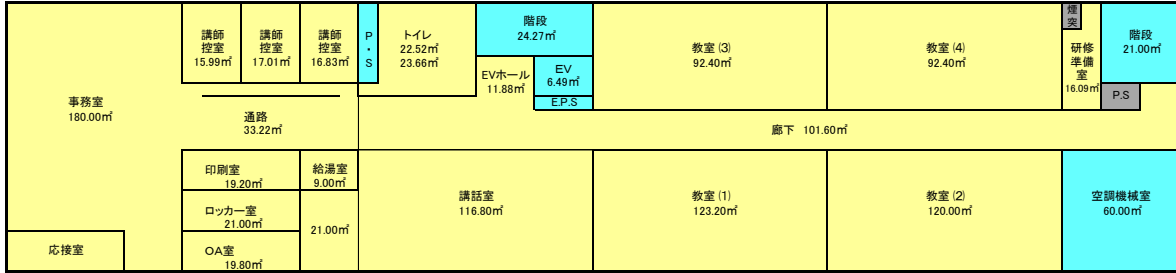 講師
控室
15.99㎡
講師
控室
17.01㎡
講師
控室
16.83㎡
P
・
S
トイレ
22.52㎡
23.66㎡
階段
24.27㎡
EVホール
11.88㎡
EV
6.49㎡
E.P.S
教室(3)
92.40㎡
教室(4)
92.40㎡
煙
突
研修
準備
室
16.09㎡
階段
21.00㎡
P.S
事務室
180.00㎡
通路
33.22㎡
廊下 101.60㎡
印刷室
19.20㎡
給湯室
9.00㎡
ロッカー室
21.00㎡
21.00㎡
OA室
19.80㎡
応接室
講話室
116.80㎡
教室(1)
123.20㎡
教室(2)
120.00㎡
空調機械室
60.00㎡